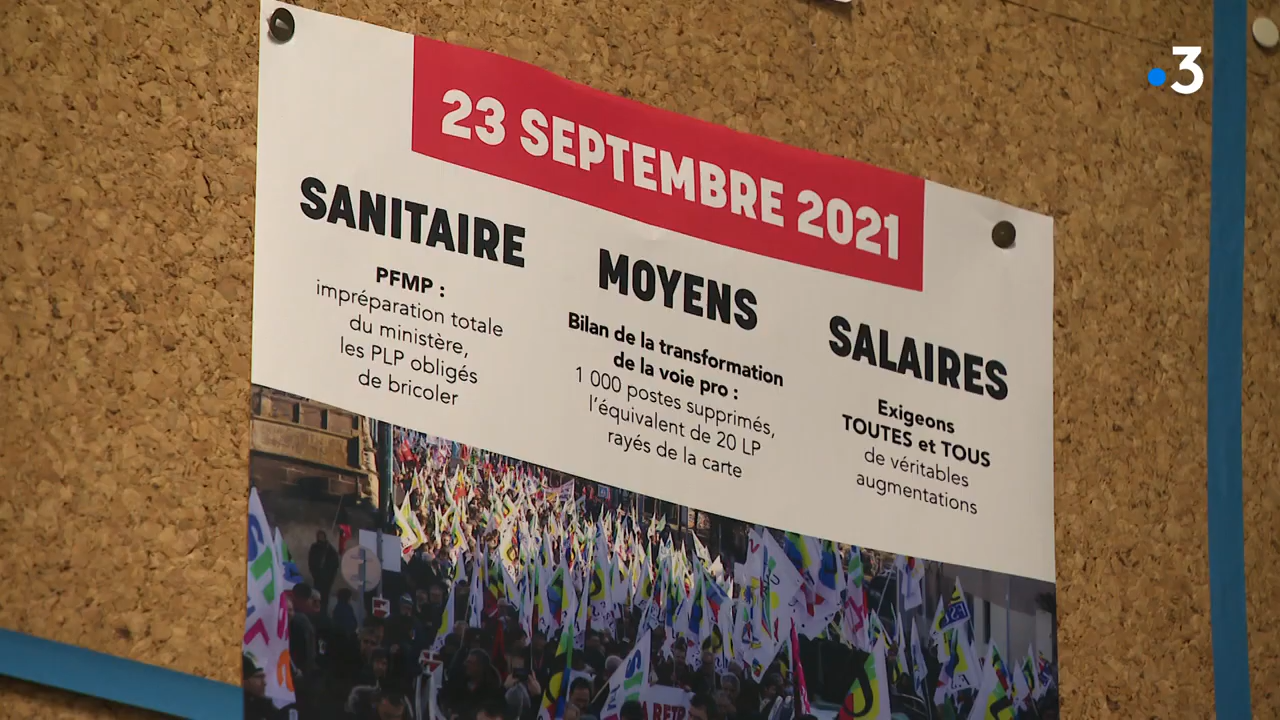 3
23 SEPTEMBRE 2021
SANITAIRE
PFMP :
impréparation totale
du ministère,
les PLP obligés
de bricoler
MOYENS
Bilan de la transformation
de la voie pro :
1 000 postes supprimés,
l'équivalent de 20 LP
rayés de la carte
SALAIRES
Exigeons
TOUTES et TOUS
de véritables
augmentations